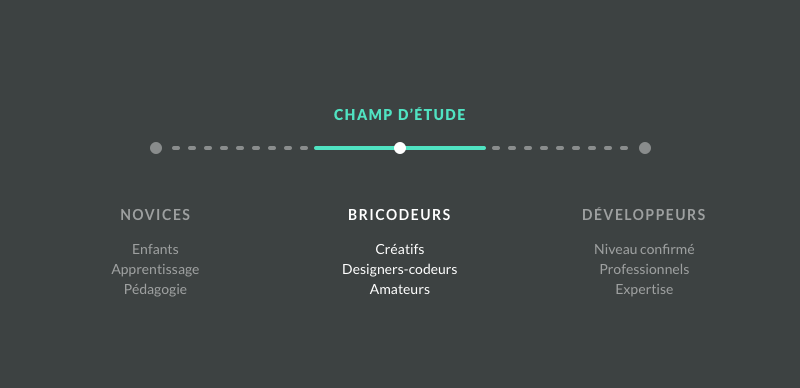 CHAMP D'ÉTUDE
NOVICES
Enfants
Apprentissage
Pédagogie
BRICODEURS
Créatifs
Designers-codeurs
Amateurs
DÉVELOPPEURS
Niveau confirmé
Professionnels
Expertise